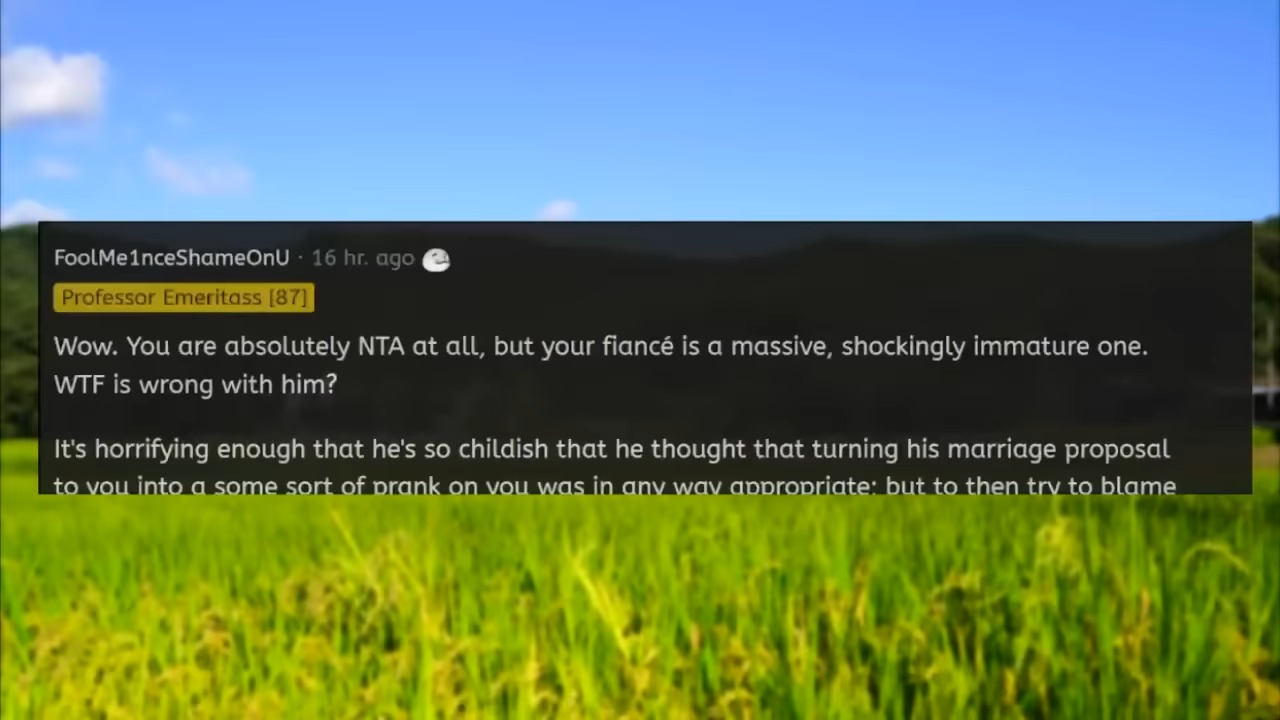 FoolMe1nceShameOnU · 16 hr. ago
Professor Emeritass [87]
Wow. You are absolutely NTA at all, but your fiancé is a massive, shockingly immature one.
WTF is wrong with him?
It's horrifying enough that he's so childish that he thought that turning his marriage proposal
to you into a some sort of prank on you was in any way appropriate; but to then try to blame